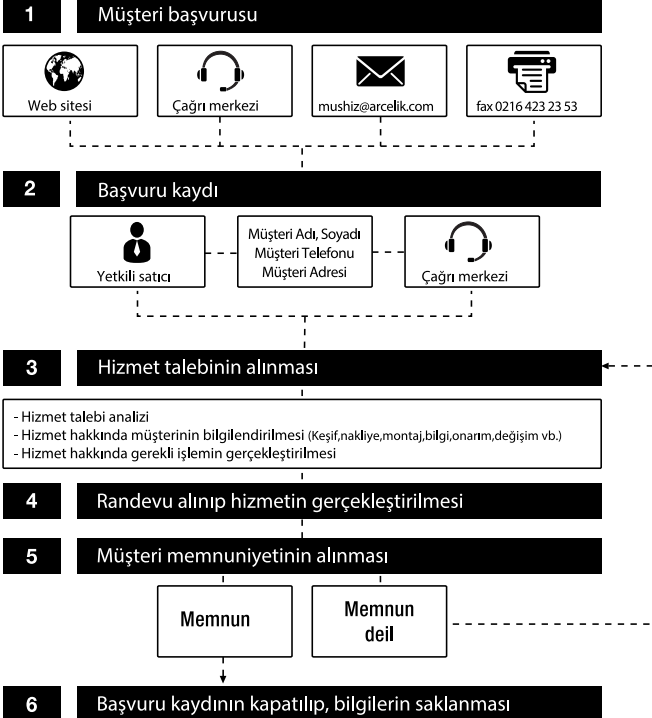 1 Müşteri başvurusu
Web sitesi
Çağrı merkezi
mushiz@arcelik.com
fax 0216 423 23 53
2 Başvuru kaydı
Yetkili satıcı
Müşteri Adı, Soyadı
Müşteri Telefonu
Müşteri Adresi
Çağrı merkezi
3 Hizmet talebinin alınması
- Hizmet talebi analizi
- Hizmet hakkında müşterinin bilgilendirilmesi (Keşif,nakliye,montaj,bilgi,onarım,değişim vb.)
- Hizmet hakkında gerekli işlemin gerçekleştirilmesi
4 Randevu alınıp hizmetin gerçekleştirilmesi
5 Müşteri memnuniyetinin alınması
Memnun
Memnun
deil
6 Başvuru kaydının kapatılıp, bilgilerin saklanması